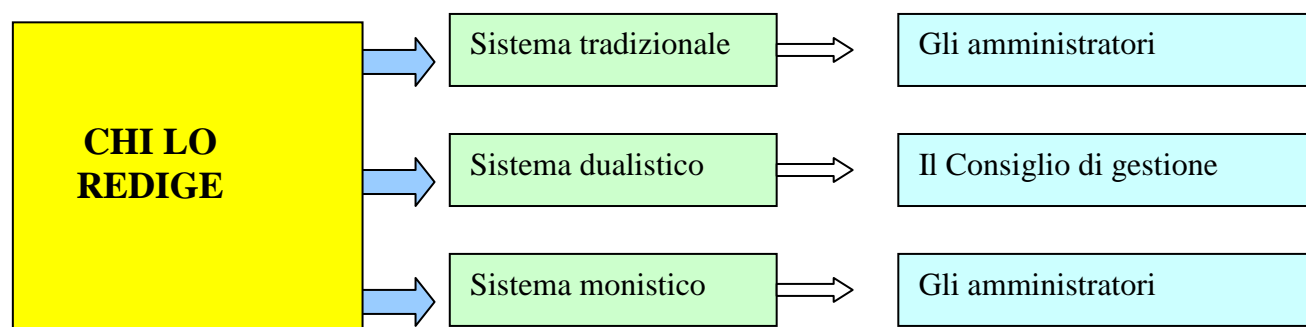 CHI LO
REDIGE
Sistema tradizionale
Gli amministratori
Sistema dualistico
Il Consiglio di gestione
Sistema monistico
Gli amministratori